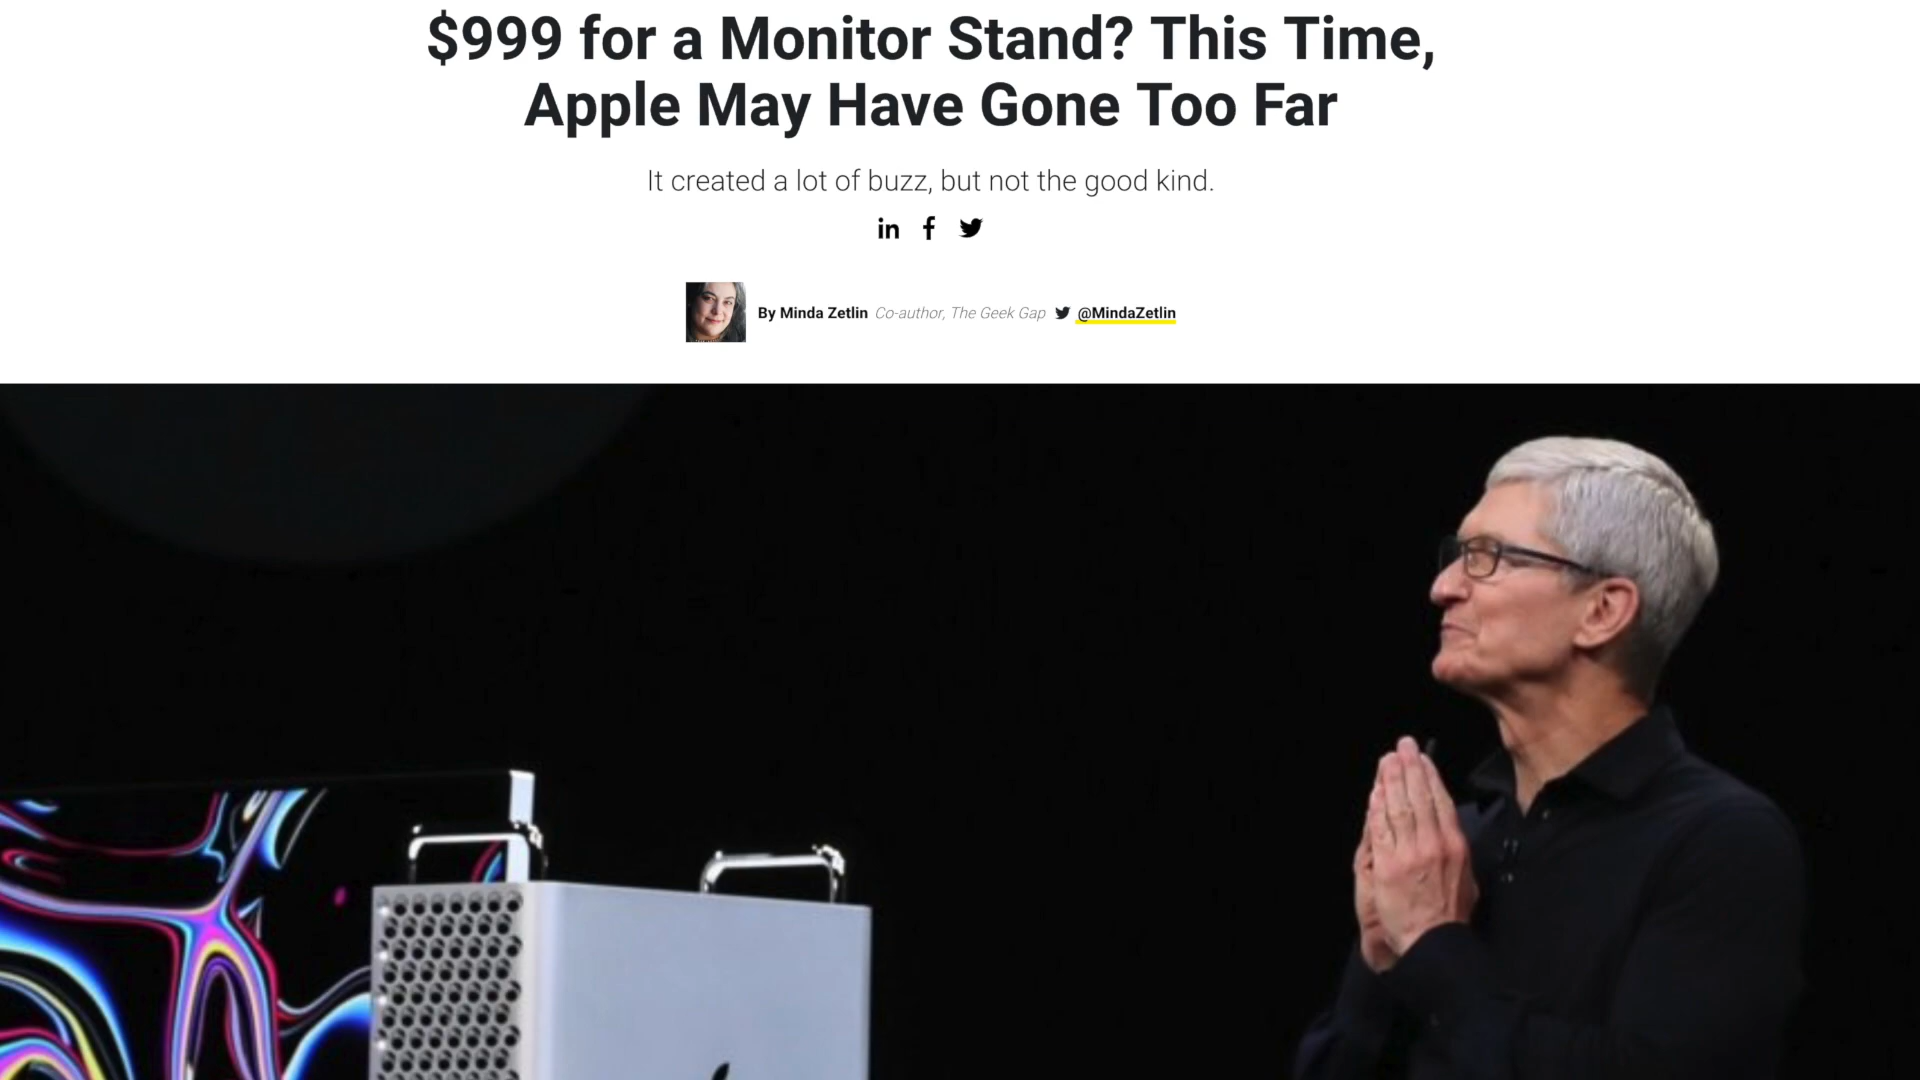 $999 for a Monitor Stand? This Time,
Apple May Have Gone Too Far
It created a lot of buzz, but not the good kind.
in f
By Minda Zetlin Co-author, The Geek Gap @MindaZetlin